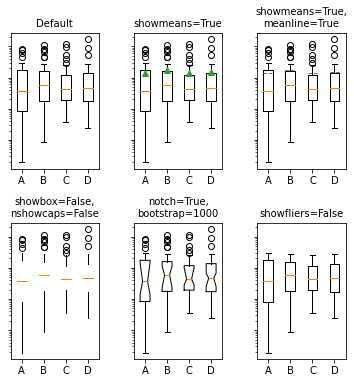 Default
showmeans=True
showmeans=True,
meanline=True
A B C D
A B C D
A B C D
showbox=False,
nshowcaps=False
notch=True,
bootstrap=1000
showfliers=False
A B C D
A B C D
A B C D